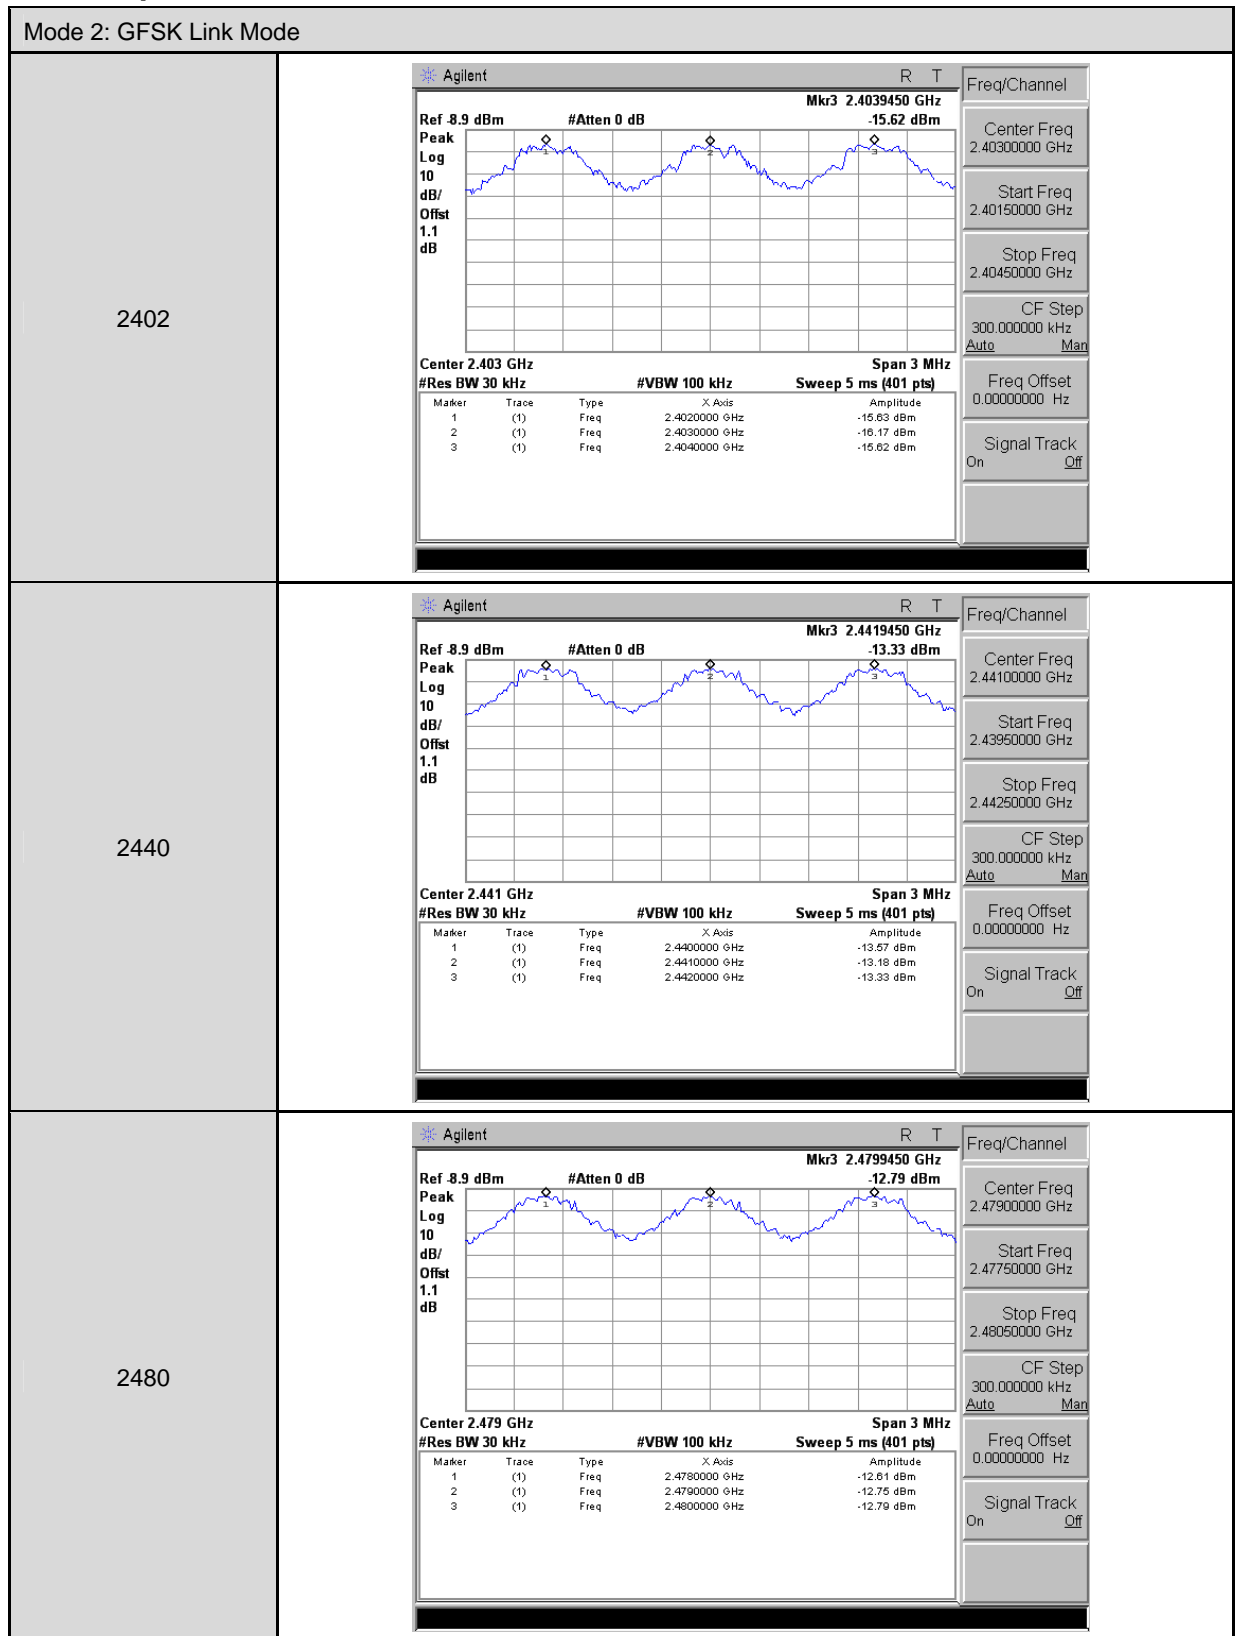 Mode 2: GFSK Link Mode
2402
Agilent R T
Mkr3 2.4039450 GHz
Ref -8.9 dBm #Atten 0 dB -15.62 dBm
Peak
Log
10
dB/
Offst
1.1
dB
1 2 3
Center 2.403 GHz Span 3 MHz
#Res BW 30 kHz #VBW 100 kHz Sweep 5 ms (401 pts)
Marker Trace Type X Axis Amplitude
1 (1) Freq 2.4020000 GHz -15.63 dBm
2 (1) Freq 2.4030000 GHz -16.17 dBm
3 (1) Freq 2.4040000 GHz -15.62 dBm
Freq/Channel
Center Freq
2.40300000 GHz
Start Freq
2.40150000 GHz
Stop Freq
2.40450000 GHz
CF Step
300.000000 kHz
Auto Man
Freq Offset
0.00000000 Hz
Signal Track
On Off
2440
Agilent R T
Mkr3 2.4419450 GHz
Ref -8.9 dBm #Atten 0 dB -13.33 dBm
Peak
Log
10
dB/
Offst
1.1
dB
1 2 3
Center 2.441 GHz Span 3 MHz
#Res BW 30 kHz #VBW 100 kHz Sweep 5 ms (401 pts)
Marker Trace Type X Axis Amplitude
1 (1) Freq 2.4400000 GHz -13.57 dBm
2 (1) Freq 2.4410000 GHz -13.18 dBm
3 (1) Freq 2.4420000 GHz -13.33 dBm
Freq/Channel
Center Freq
2.44100000 GHz
Start Freq
2.43950000 GHz
Stop Freq
2.44250000 GHz
CF Step
300.000000 kHz
Auto Man
Freq Offset
0.00000000 Hz
Signal Track
On Off
2480
Agilent R T
Mkr3 2.4799450 GHz
Ref -8.9 dBm #Atten 0 dB -12.79 dBm
Peak
Log
10
dB/
Offst
1.1
dB
1 2 3
Center 2.479 GHz Span 3 MHz
#Res BW 30 kHz #VBW 100 kHz Sweep 5 ms (401 pts)
Marker Trace Type X Axis Amplitude
1 (1) Freq 2.4780000 GHz -12.61 dBm
2 (1) Freq 2.4790000 GHz -12.75 dBm
3 (1) Freq 2.4800000 GHz -12.79 dBm
Freq/Channel
Center Freq
2.47900000 GHz
Start Freq
2.47750000 GHz
Stop Freq
2.48050000 GHz
CF Step
300.000000 kHz
Auto Man
Freq Offset
0.00000000 Hz
Signal Track
On Off